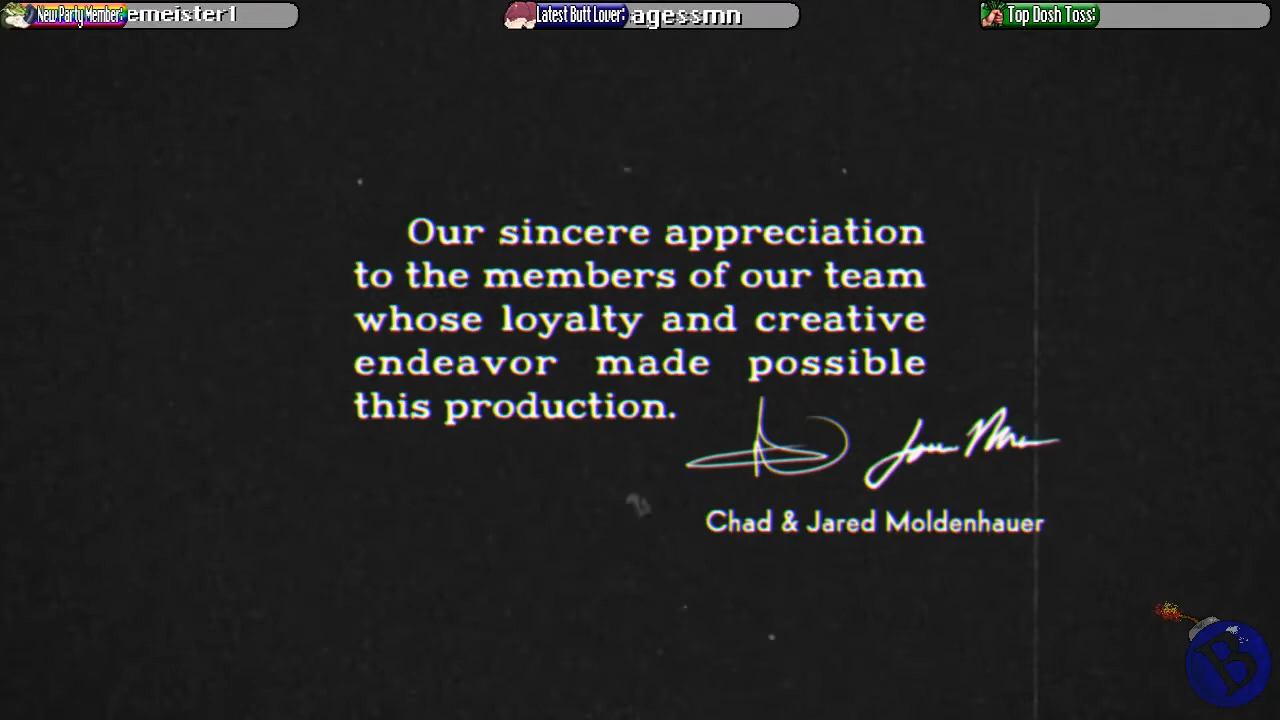 New Party Member: emeister1
Latest Butt Lover: agessmn
Top Dosh Toss:
Our sincere appreciation
to the members of our team
whose loyalty and creative
endeavor made possible
this production.
Chad & Jared Moldenhauer
B